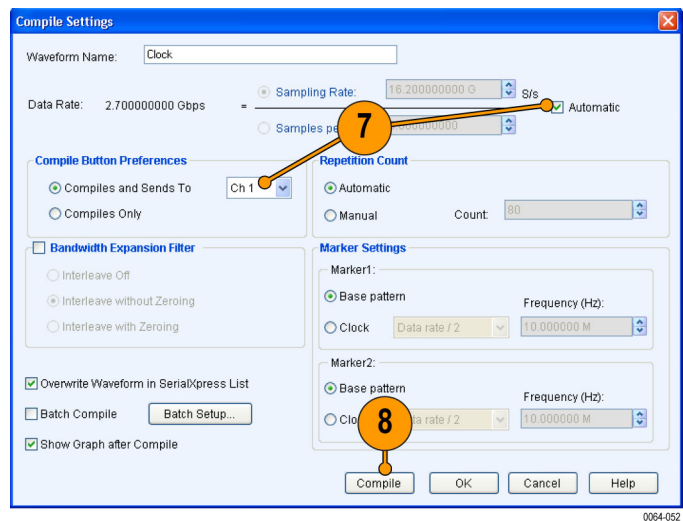 Compile Settings
Waveform Name: Clock
Sampling Rate: 16.200000000 G S/s
Data Rate: 2.700000000 Gbps = Automatic
Samples pe
7
Compile Button Preferences
Compiles and Sends To Ch 1
Compiles Only
Repetition Count
Automatic
Manual Count: 80
Bandwidth Expansion Filter
Interleave Off
Interleave without Zeroing
Interleave with Zeroing
Marker Settings
Marker1:
Base pattern
Frequency (Hz):
Clock Data rate / 2 10.000000 M
Marker2:
Base pattern
Frequency (Hz):
Clo ta rate / 2 10.000000 M
8
Overwrite Waveform in SerialXpress List
Batch Compile Batch Setup...
Show Graph after Compile
Compile OK Cancel Help
0064-052